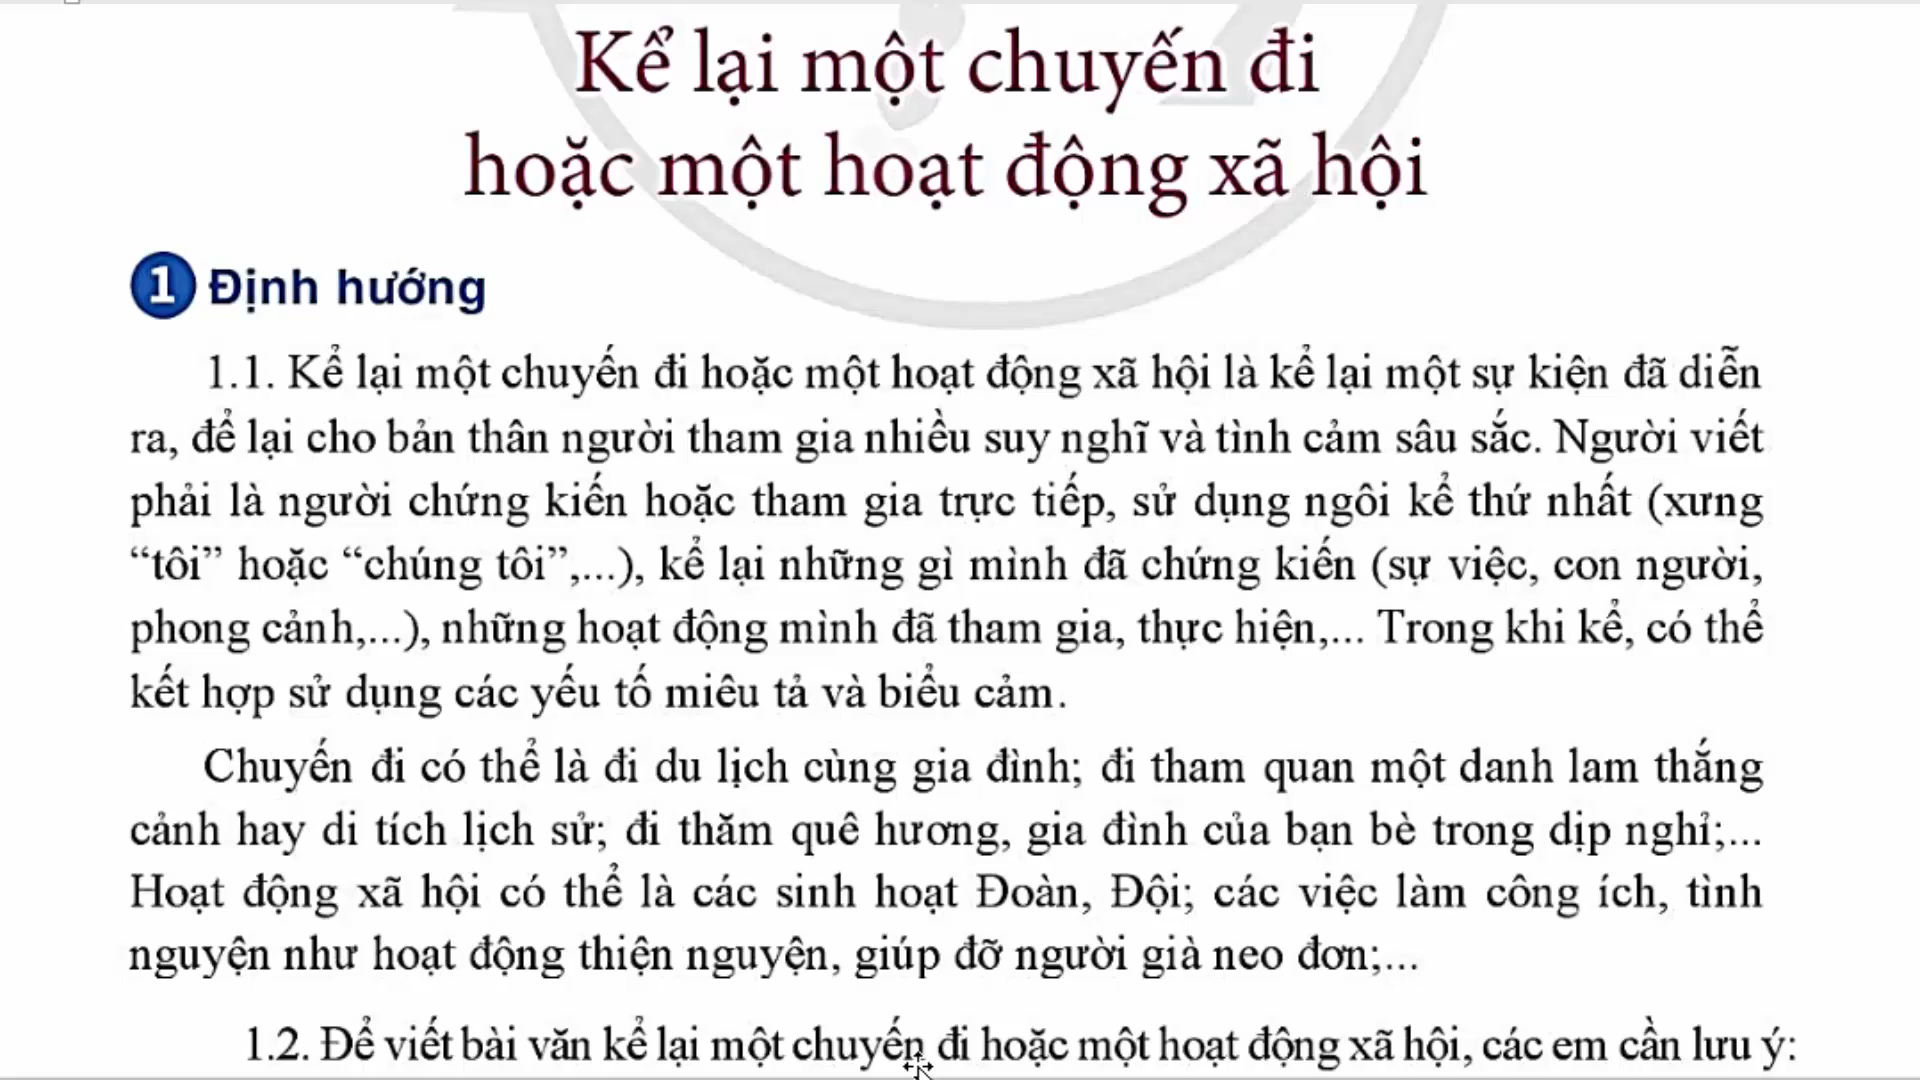 Kể lại một chuyến đi
hoặc một hoạt động xã hội
1 Định hướng
1.1. Kể lại một chuyến đi hoặc một hoạt động xã hội là kể lại một sự kiện đã diễn
ra, để lại cho bản thân người tham gia nhiều suy nghĩ và tình cảm sâu sắc. Người viết
phải là người chứng kiến hoặc tham gia trực tiếp, sử dụng ngôi kể thứ nhất (xưng
“tôi” hoặc “chúng tôi”,...), kể lại những gì mình đã chứng kiến (sự việc, con người,
phong cảnh,...), những hoạt động mình đã tham gia, thực hiện,... Trong khi kể, có thể
kết hợp sử dụng các yếu tố miêu tả và biểu cảm.
Chuyến đi có thể là đi du lịch cùng gia đình; đi tham quan một danh lam thắng
cảnh hay di tích lịch sử; đi thăm quê hương, gia đình của bạn bè trong dịp nghỉ;...
Hoạt động xã hội có thể là các sinh hoạt Đoàn, Đội; các việc làm công ích, tình
nguyện như hoạt động thiện nguyện, giúp đỡ người già neo đơn;...
1.2. Để viết bài văn kể lại một chuyến đi hoặc một hoạt động xã hội, các em cần lưu ý: